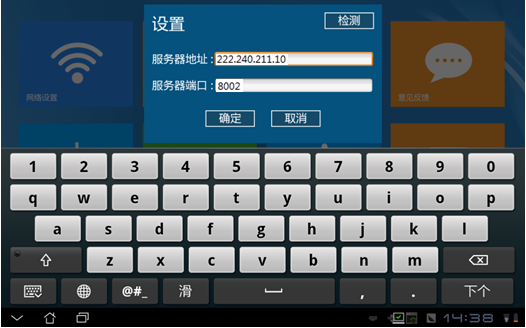 设置
检测
服务器地址：222.240.211.10
服务器端口：8002
确定
取消
网络设置
意见反馈
1 2 3 4 5 6 7 8 9 0
q w e r t y u i o p
a s d f g h j k l
z x c v b n m
@#_ 滑 , . 下个
14:38